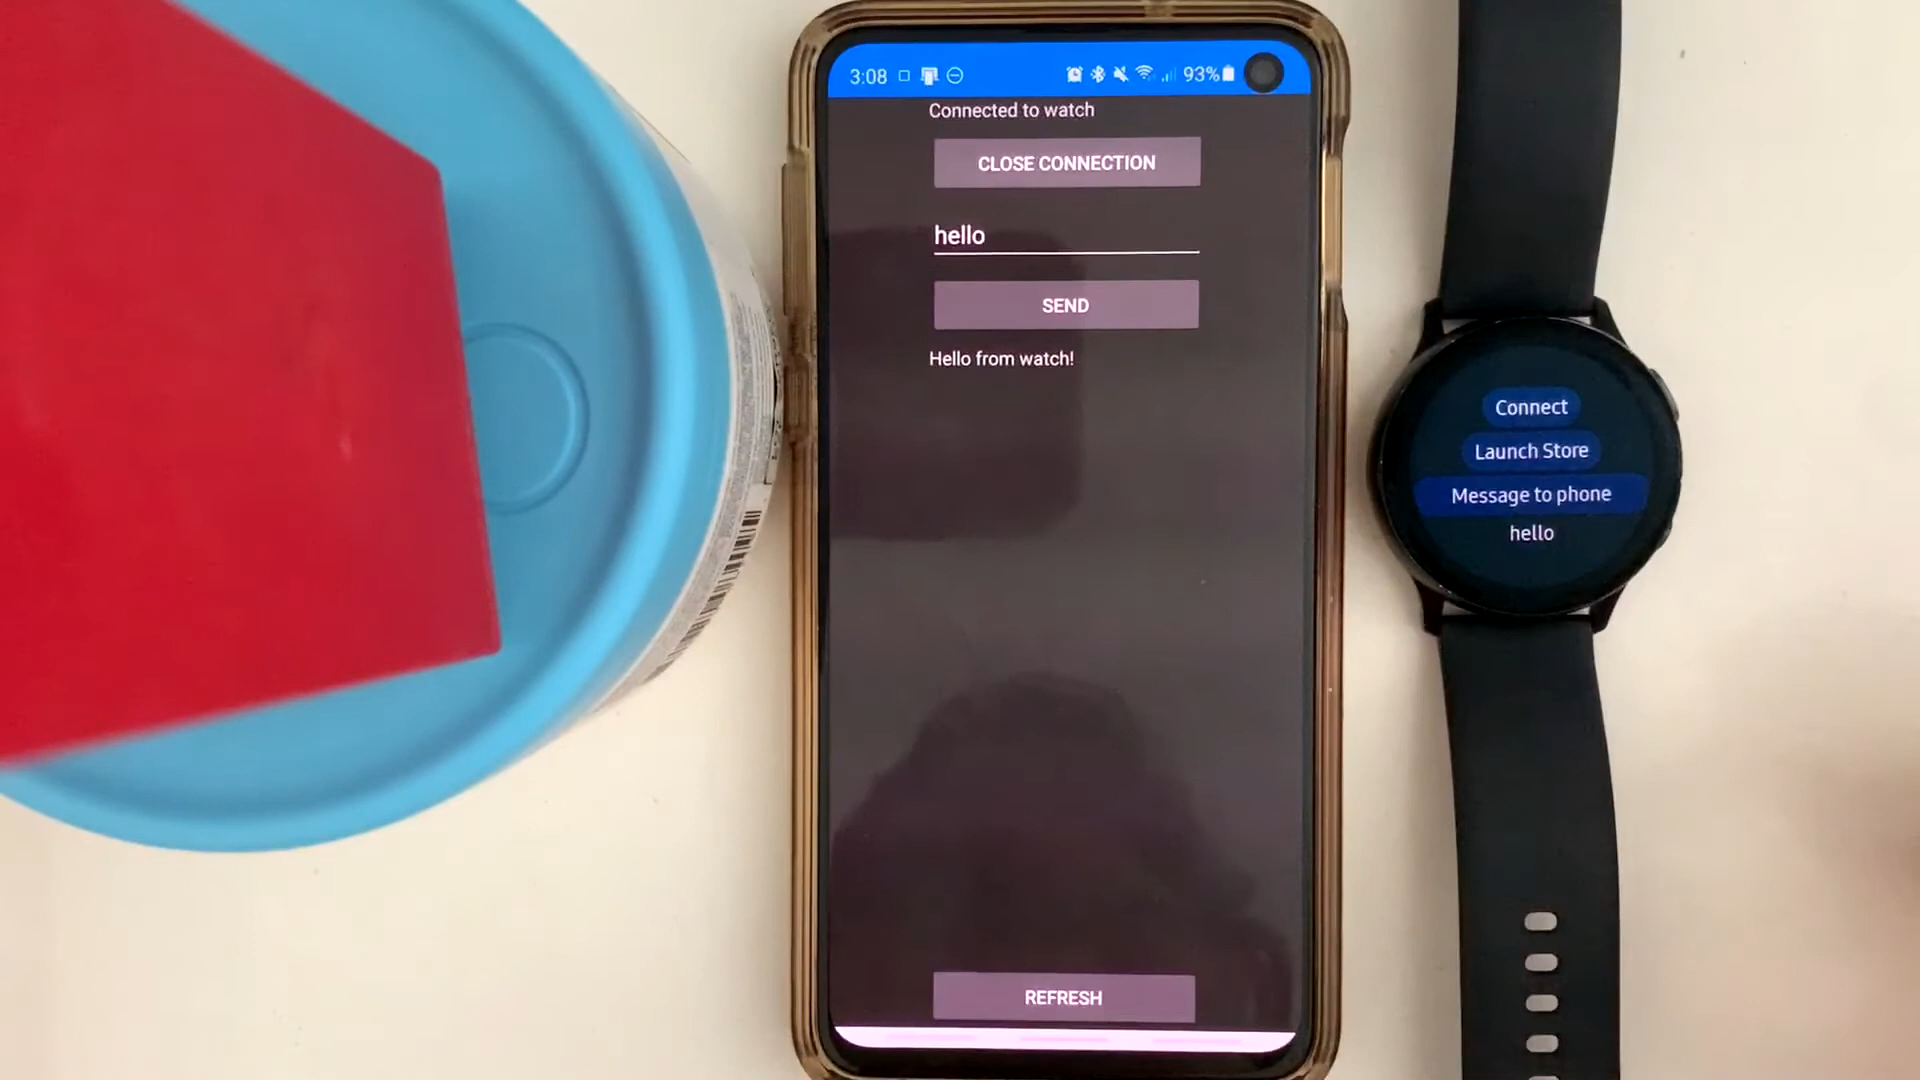 3:08
93%
Connected to watch
CLOSE CONNECTION
hello
SEND
Hello from watch!
REFRESH
Connect
Launch Store
Message to phone
hello